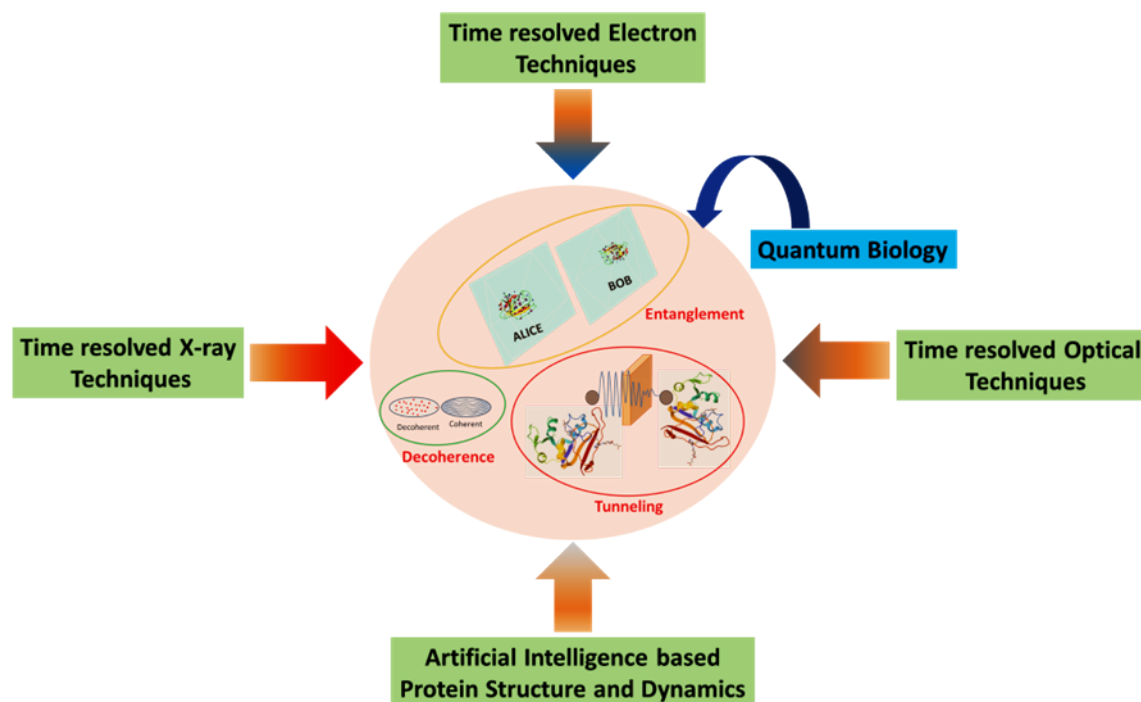 Time resolved Electron
Techniques
Quantum Biology
BOB
ALICE
Entanglement
Time resolved X-ray
Techniques
Time resolved Optical
Techniques
Decoherent
Coherent
Decoherence
Tunneling
Artificial Intelligence based
Protein Structure and Dynamics